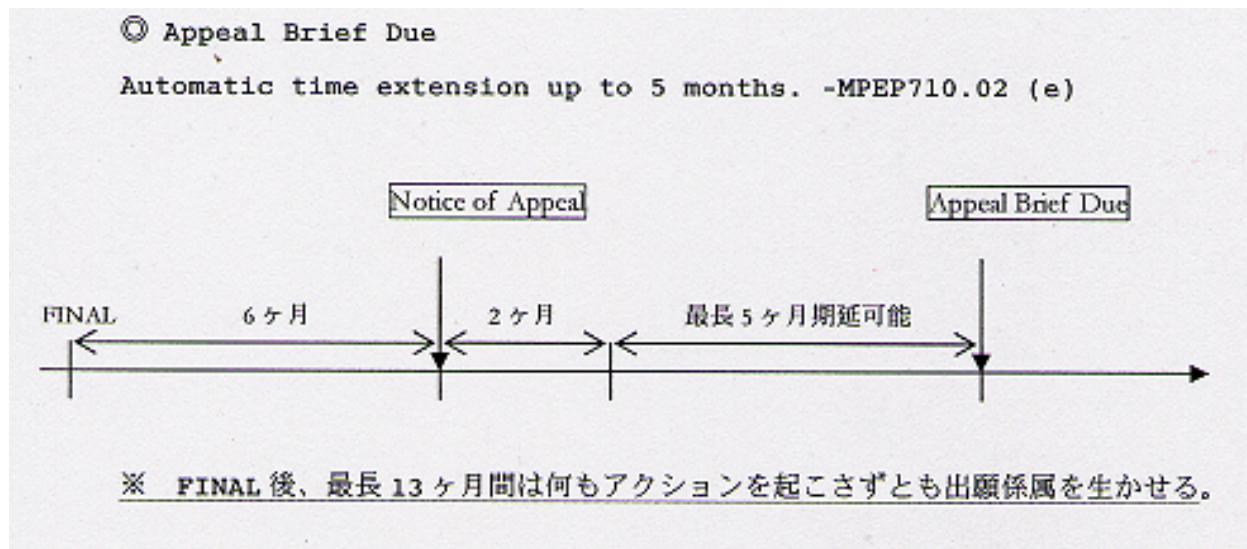 ◎ Appeal Brief Due
Automatic time extension up to 5 months. -MPEP710.02 (e)
Notice of Appeal
Appeal Brief Due
FINAL
6ヶ月
2ヶ月
最長5ヶ月期延可能
※ FINAL後、最長13ヶ月間は何もアクションを起こさずとも出願係属を生かせる。